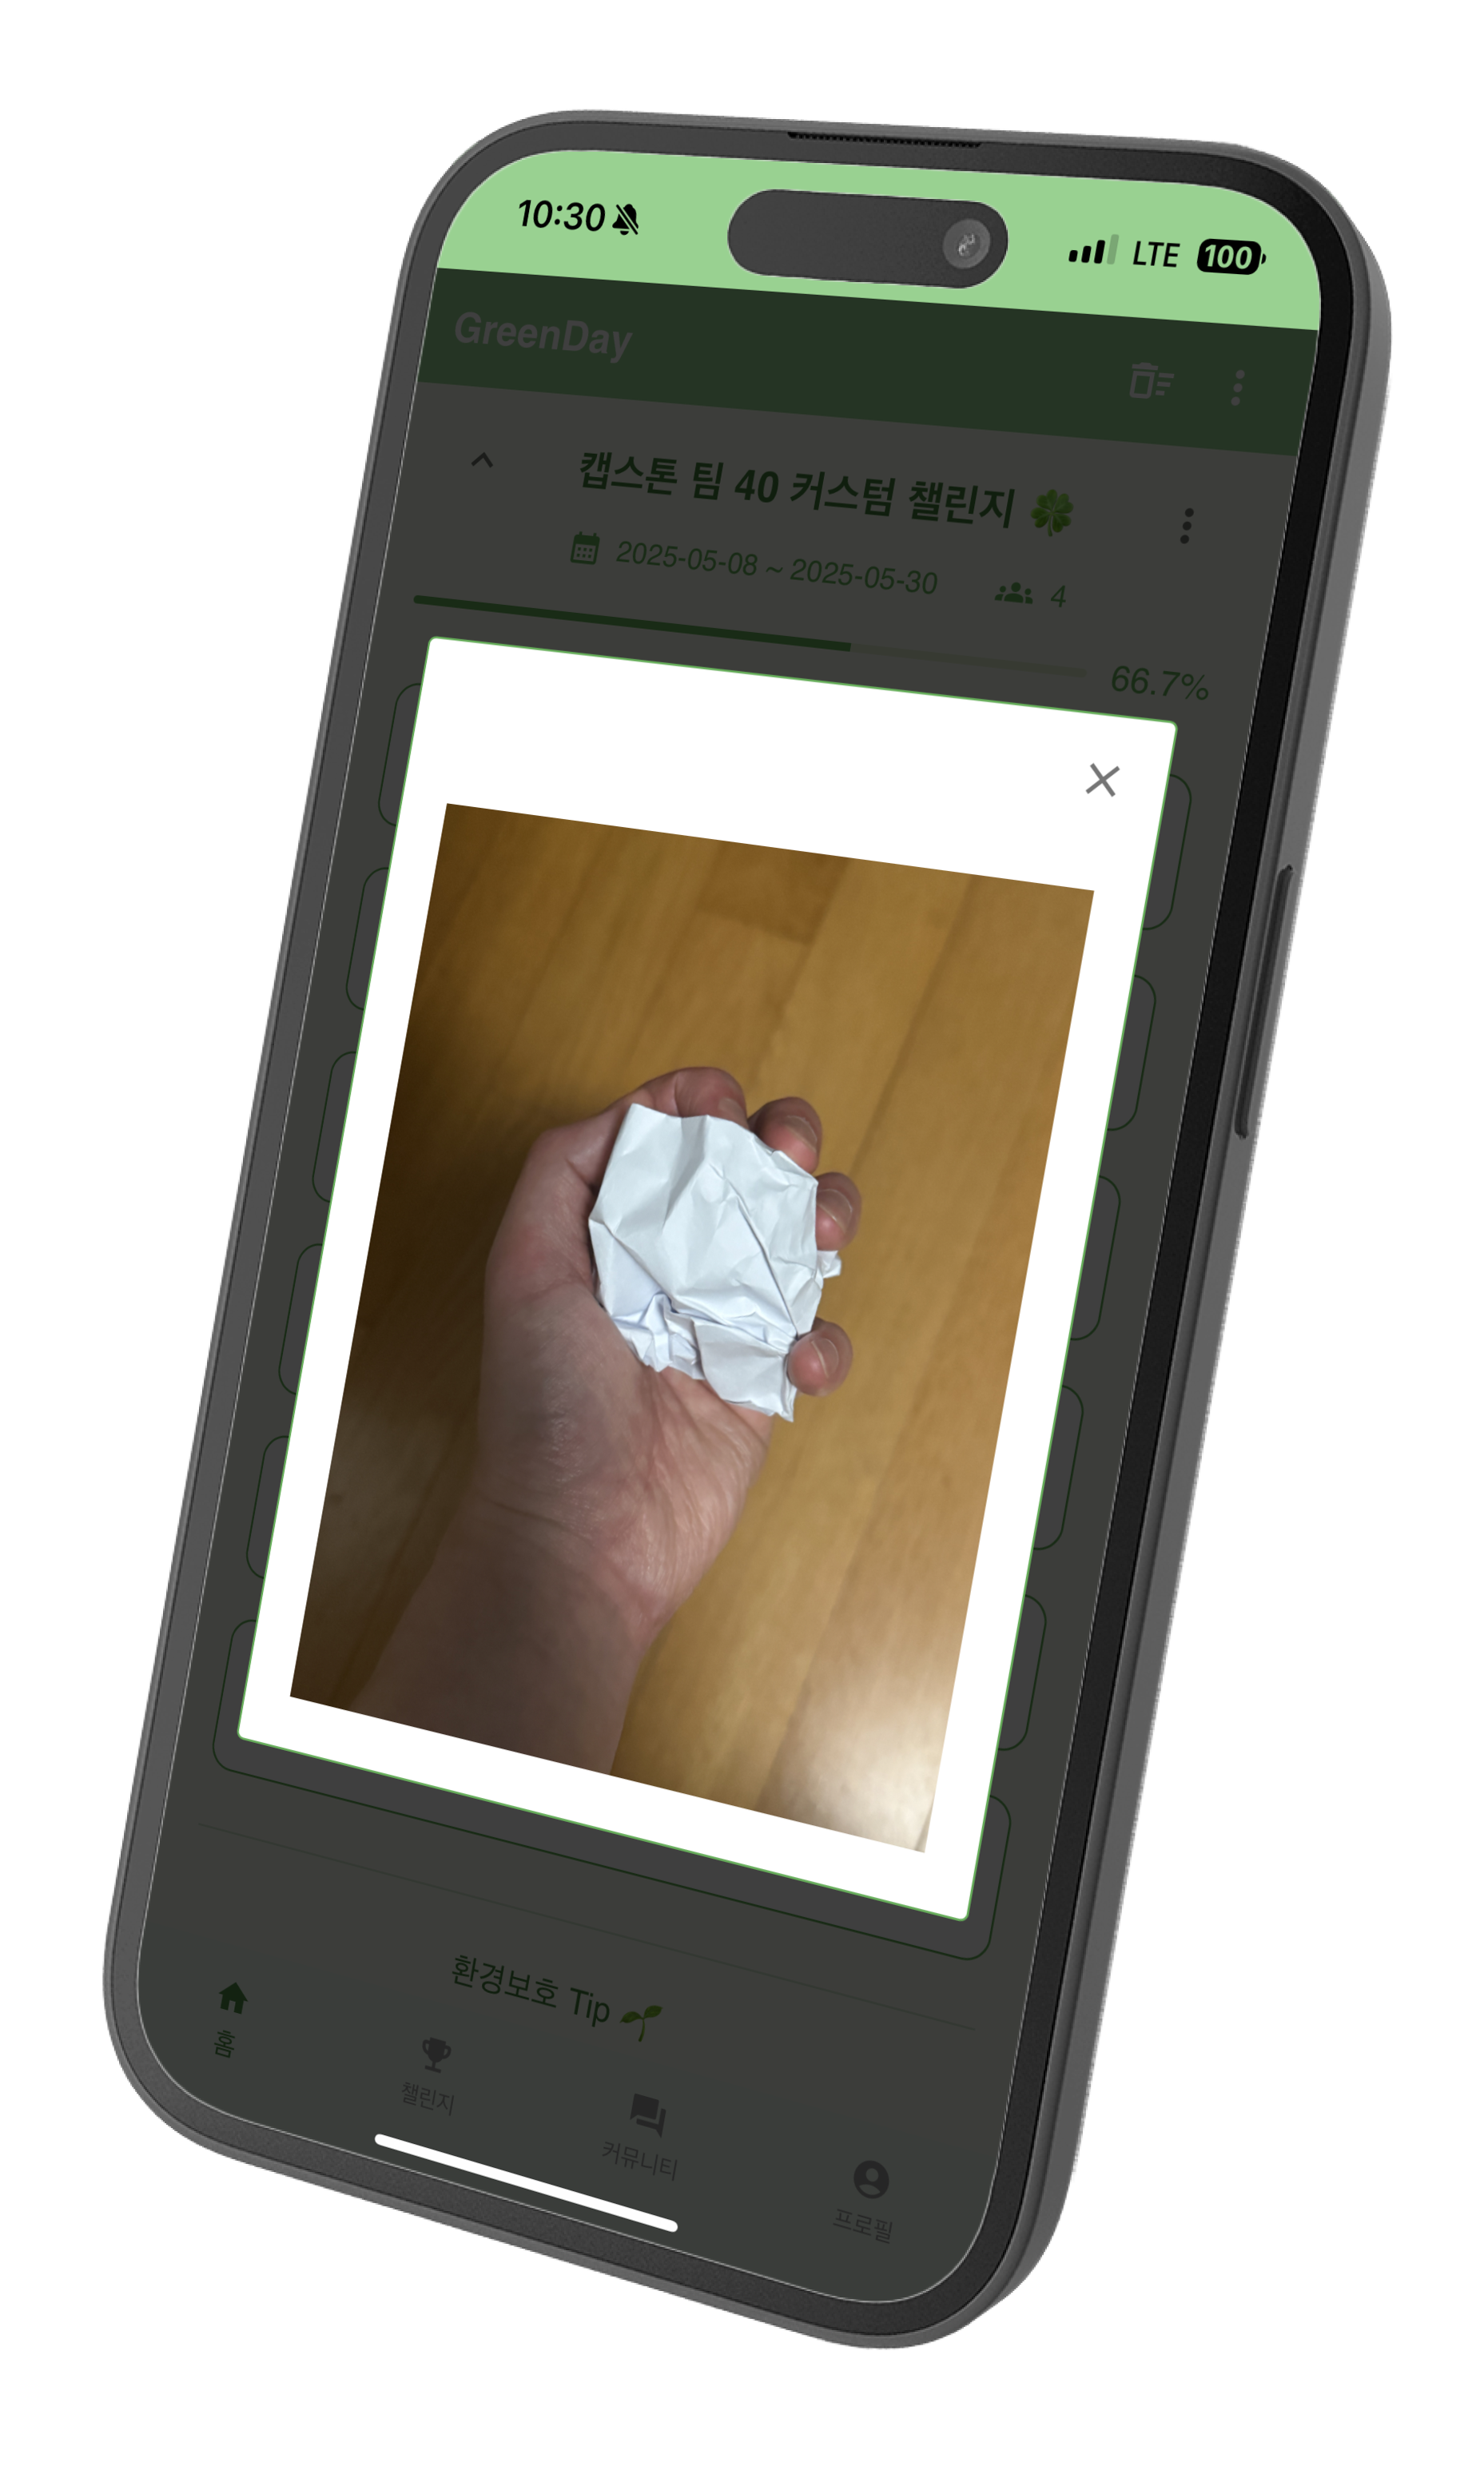 10:30 LTE 100
GreenDay
캡스톤 팀 40 커스텀 챌린지 🍀
2025-05-08 ~ 2025-05-30 4
66.7%
환경보호 Tip 🌱
홈
챌린지
커뮤니티
프로필